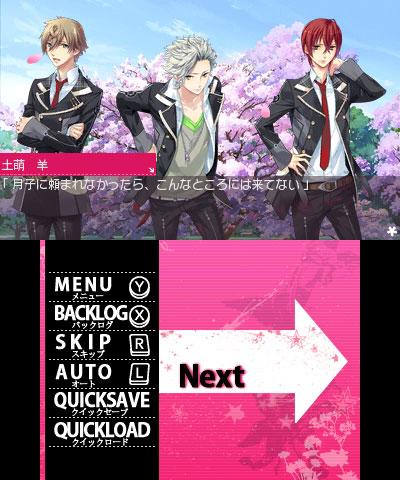 土萌　羊
「月子に頼まれなかったら、こんなところには来てない」
MENU Y
メニュー
BACKLOG X
バックログ
SKIP R
スキップ
AUTO L
オート
QUICKSAVE
クイックセーブ
QUICKLOAD
クイックロード
Next